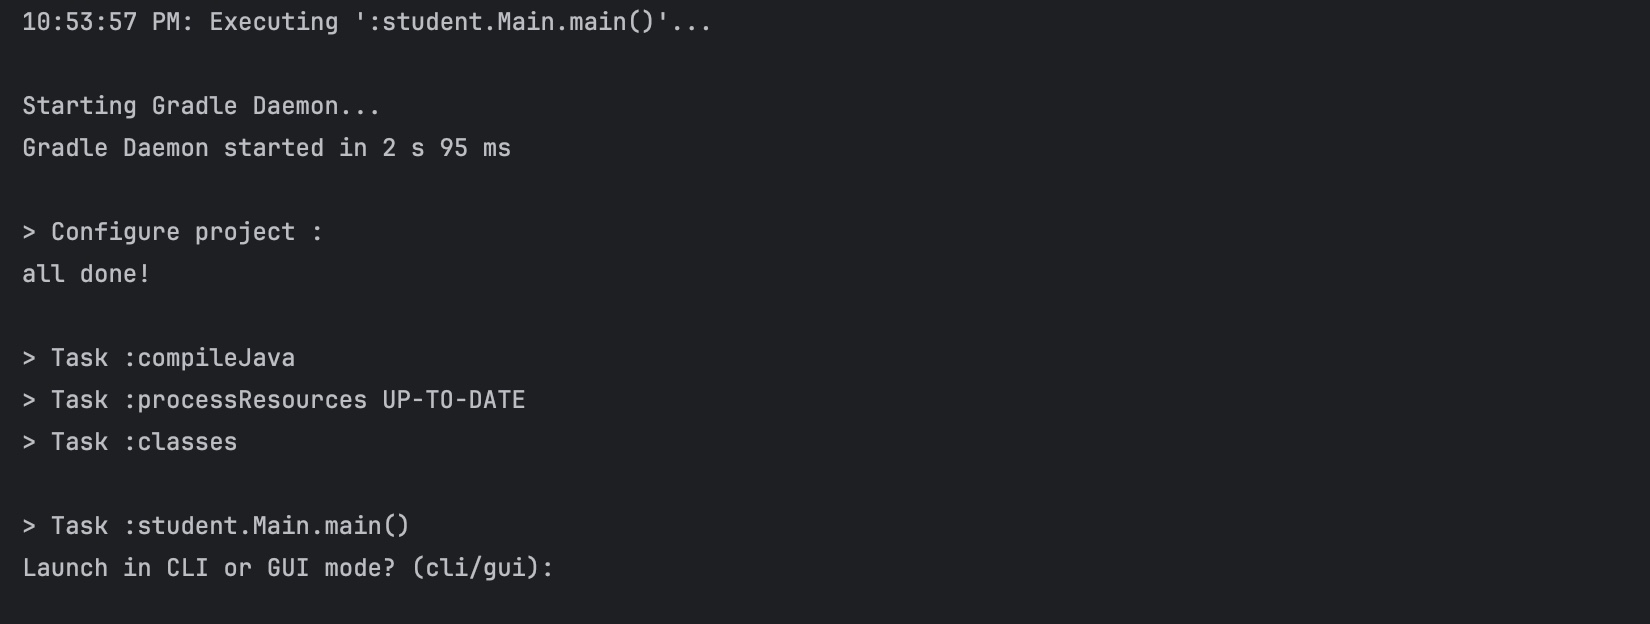 10:53:57 PM: Executing ':student.Main.main()'...
Starting Gradle Daemon...
Gradle Daemon started in 2 s 95 ms
> Configure project :
all done!
> Task :compileJava
> Task :processResources UP-TO-DATE
> Task :classes
> Task :student.Main.main()
Launch in CLI or GUI mode? (cli/gui):